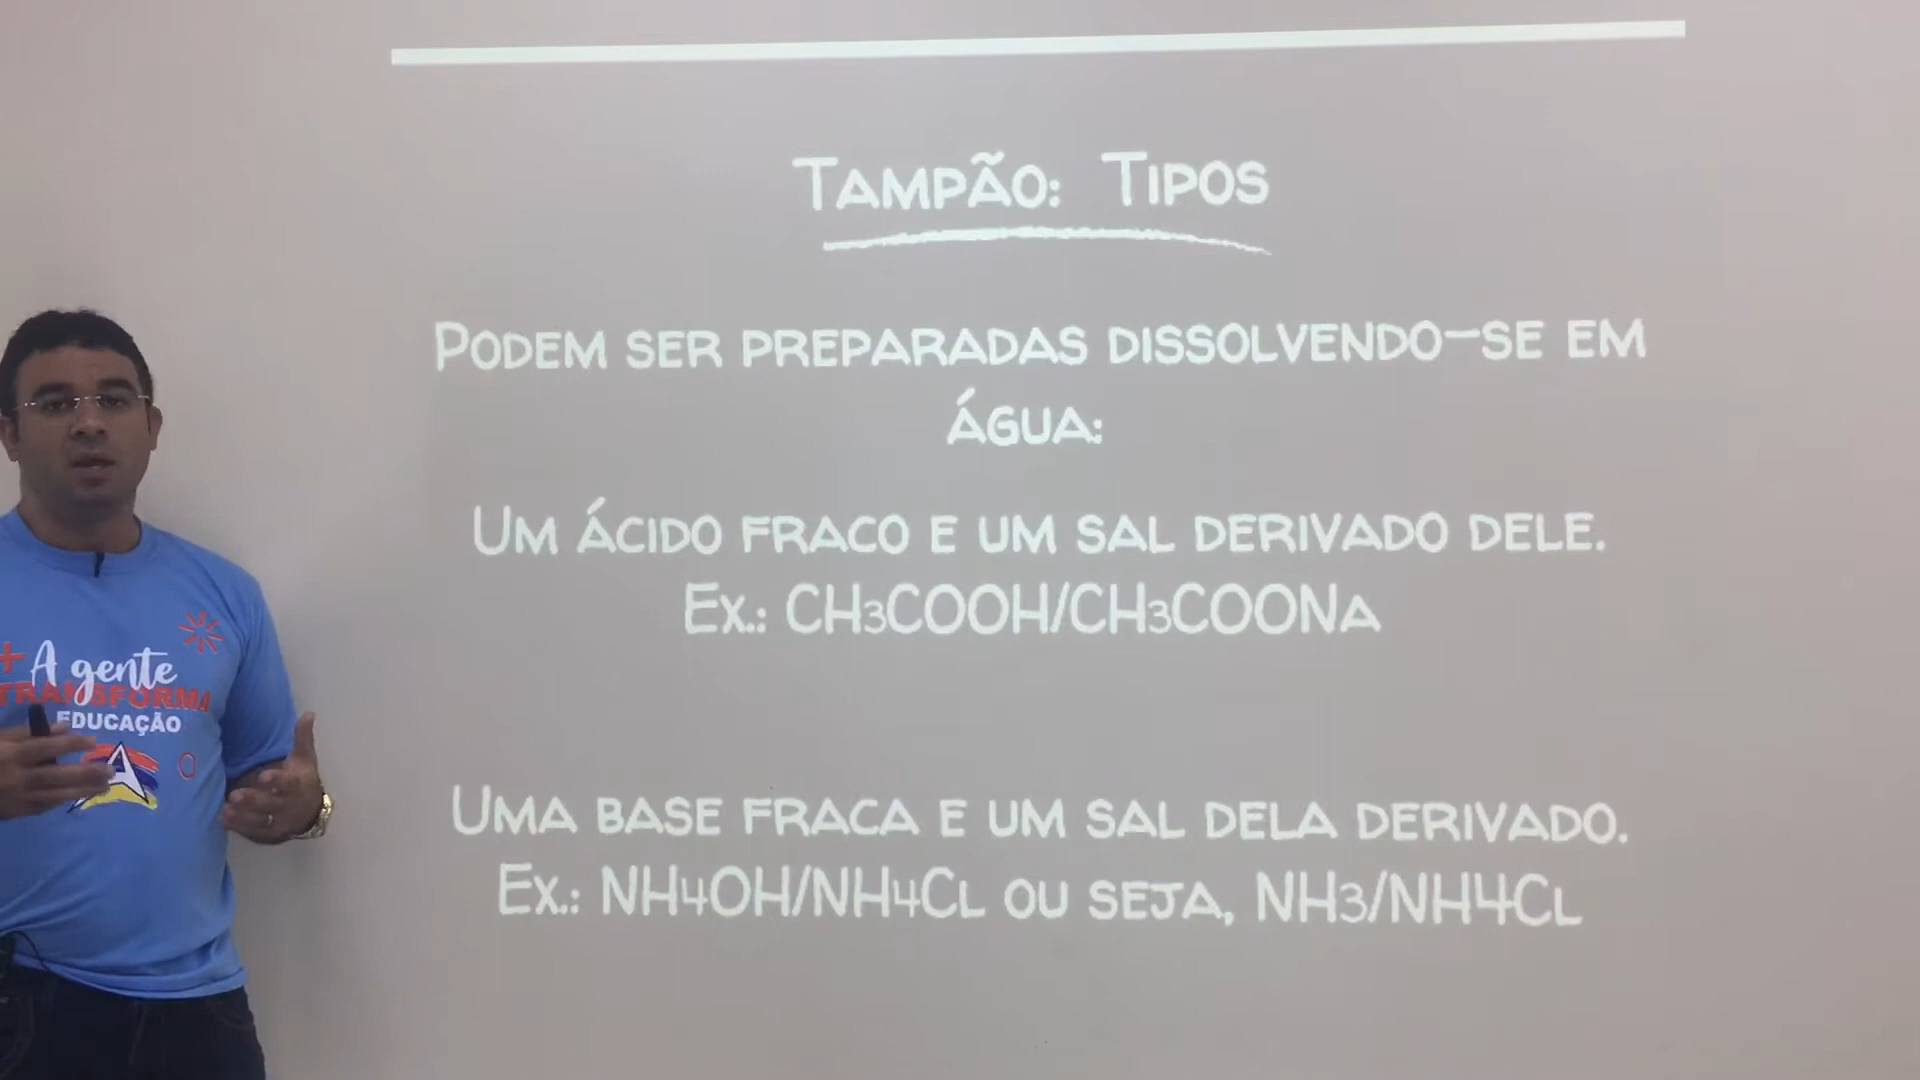 Tampão: Tipos
Podem ser preparadas dissolvendo-se em
água:
Um ácido fraco e um sal derivado dele.
Ex.: CH3COOH/CH3COONa
Uma base fraca e um sal dela derivado.
Ex.: NH4OH/NH4Cl ou seja, NH3/NH4Cl
A gente
TRANSFORMA
EDUCAÇÃO